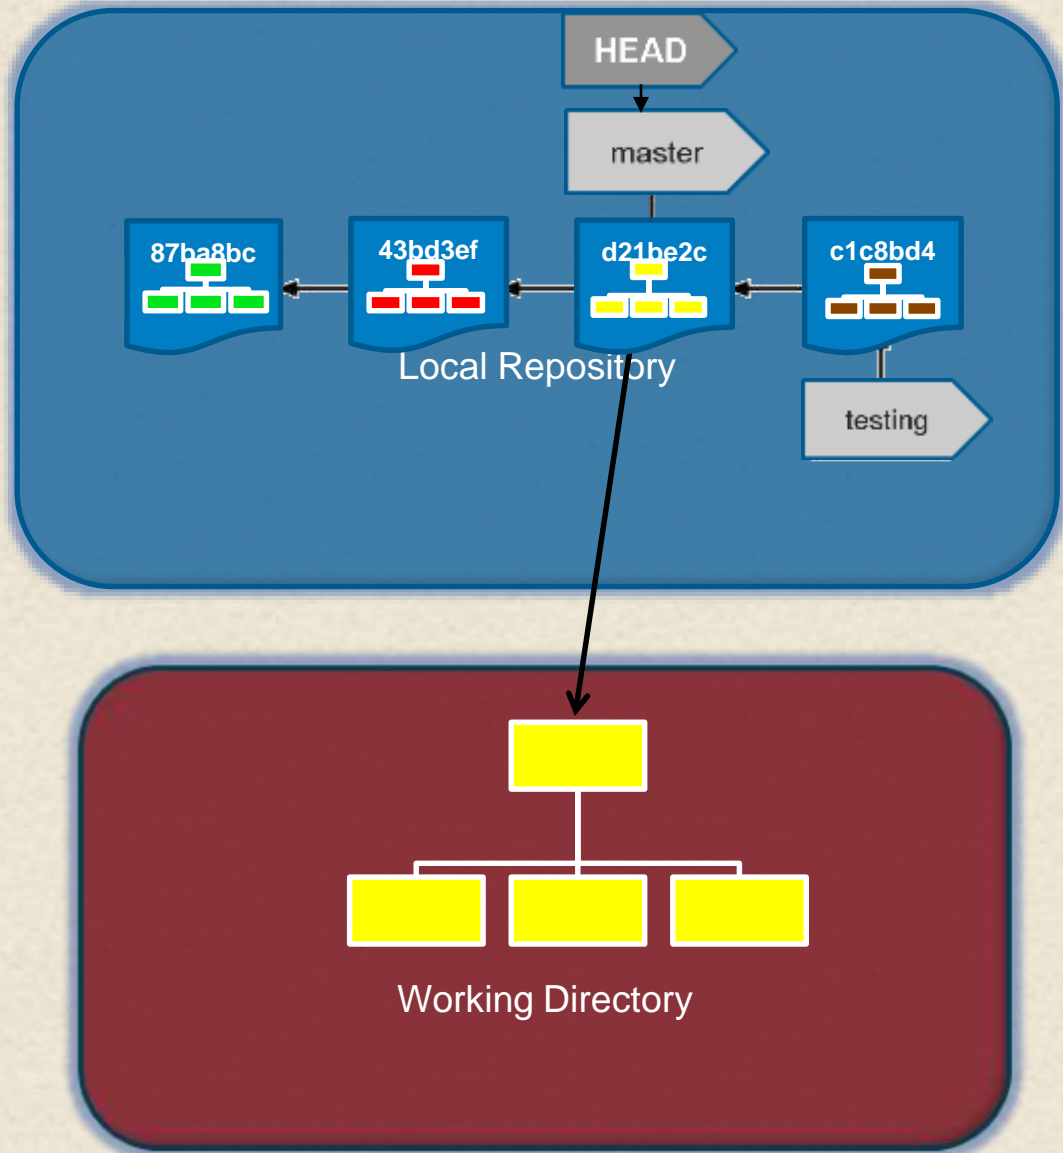 HEAD
master
87ba8bc
43bd3ef
d21be2c
c1c8bd4
Local Repository
testing
Working Directory